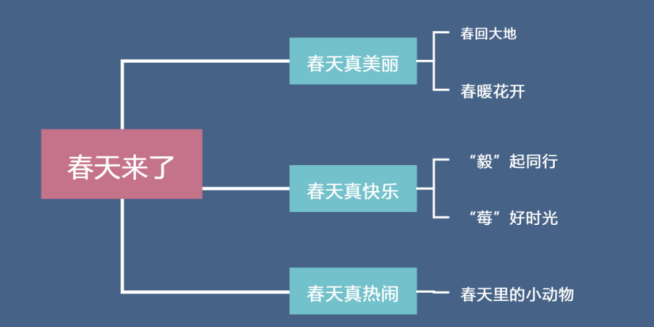 春天来了
春天真美丽
春回大地
春暖花开
春天真快乐
“毅”起同行
“莓”好时光
春天真热闹
春天里的小动物